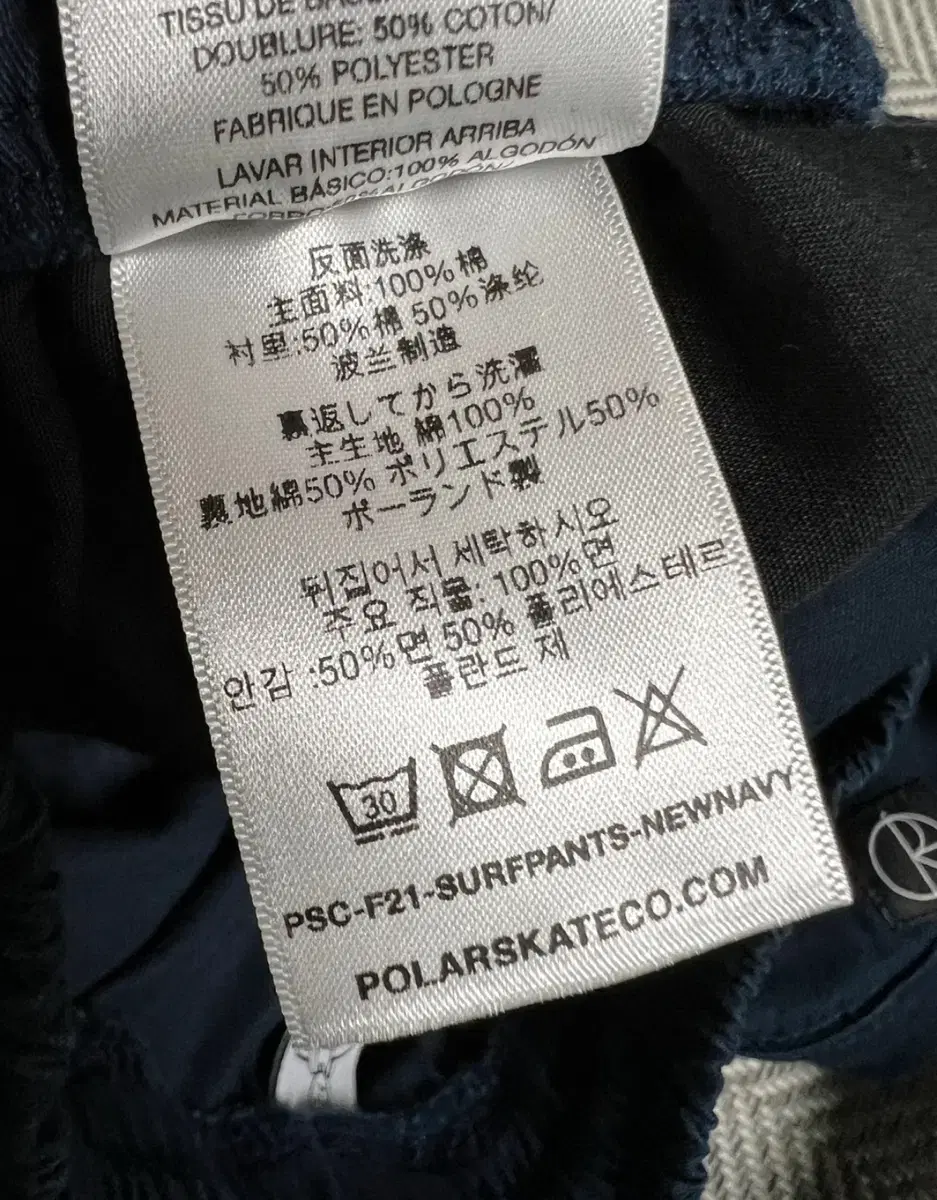 TISSU DE
DOUBLURE: 50% COTON/
50% POLYESTER
FABRIQUE EN POLOGNE
LAVAR INTERIOR ARRIBA
MATERIAL BÁSICO:100% ALGODÓN
反面洗涤
主面料:100%棉
衬里:50%棉 50%涤纶
波兰制造
裏返してから洗濯
主生地 綿100%
裏地綿50% ポリエステル50%
ポーランド製
뒤집어서 세탁하시오
주요 직물: 100%면
안감 :50%면 50% 폴리에스테르
폴란드 제
30
PSC-F21-SURFPANTS-NEWNAVY
POLARSKATECO.COM